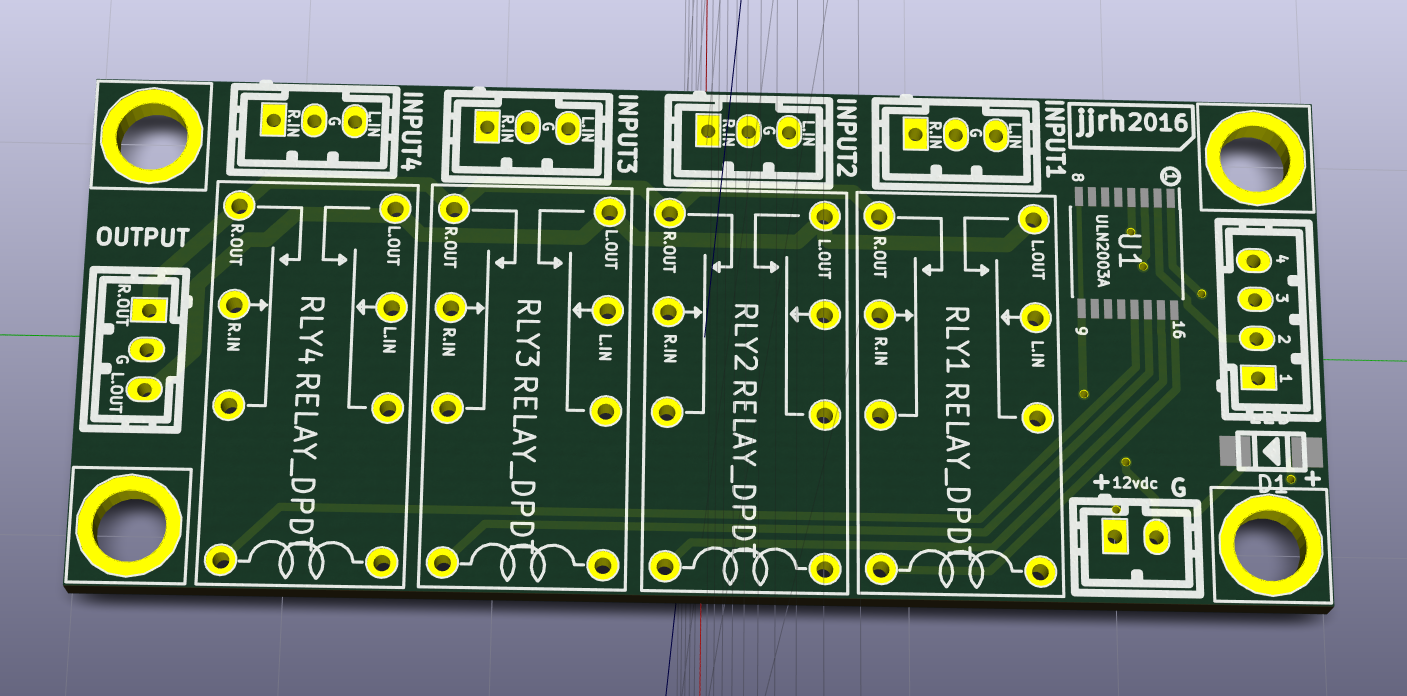 INPUT4
R.IN
G
L.IN
INPUT3
R.IN
G
L.IN
INPUT2
R.IN
G
L.IN
INPUT1
R.IN
G
L.IN
jjrh2016
8
1
U1
ULN2003A
9
16
4
3
2
1
OUTPUT
R.OUT
G
L.OUT
R.OUT
L.OUT
R.IN
L.IN
RLY4 RELAY_DPDT
R.OUT
L.OUT
R.IN
L.IN
RLY3 RELAY_DPDT
R.OUT
L.OUT
R.IN
L.IN
RLY2 RELAY_DPDT
R.OUT
L.OUT
R.IN
L.IN
RLY1 RELAY_DPDT
D1 +
+ 12vdc G